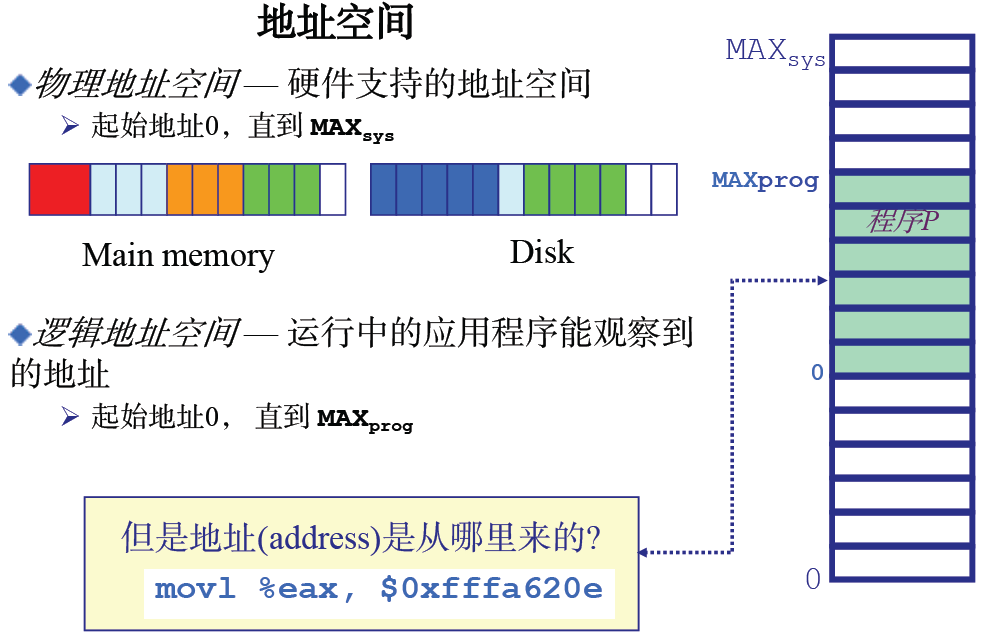 地址空间
物理地址空间 — 硬件支持的地址空间
起始地址0，直到 MAXsys
Main memory
Disk
逻辑地址空间 — 运行中的应用程序能观察到
的地址
起始地址0， 直到 MAXprog
但是地址(address)是从哪里来的?
movl %eax, $0xfffa620e
MAXsys
MAXprog
程序P
0
0